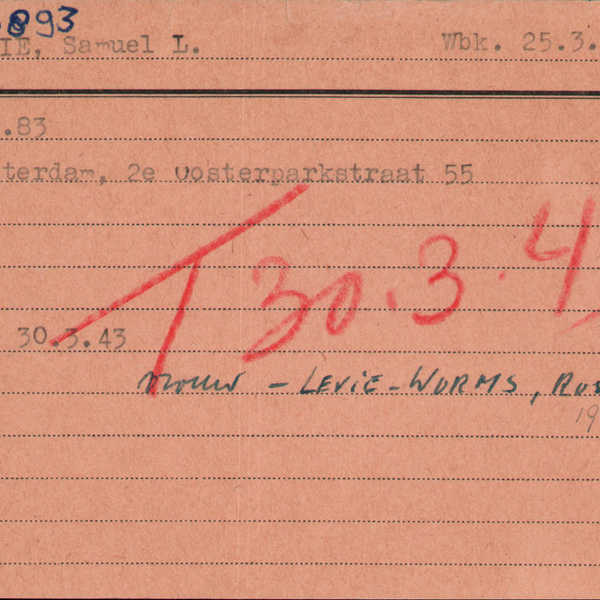 893
IE, Samuel L. Wbk. 25.3.
.83
terdam, 2e Oosterparkstraat 55
T 30.3.4
30.3.43
vrouw - LEVIE-WORMS, ROS
19